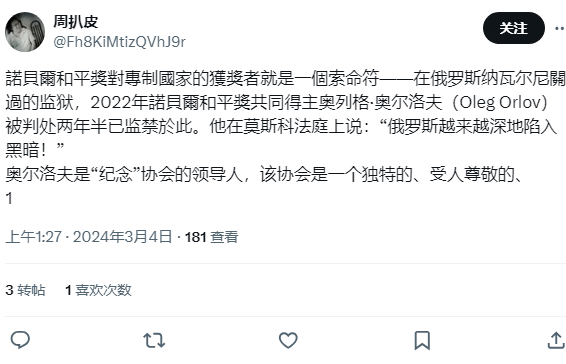 周扒皮
@Fh8KiMtizQVhJ9r
关注
諾貝爾和平獎對專制國家的獲獎者就是一個索命符——在俄罗斯纳瓦尔尼關
過的监狱，2022年諾貝爾和平獎共同得主奥列格·奥尔洛夫（Oleg Orlov）
被判处两年半已监禁於此。他在莫斯科法庭上说：“俄罗斯越来越深地陷入
黑暗！”
奥尔洛夫是“纪念”协会的领导人，该协会是一个独特的、受人尊敬的、
1
上午1:27 · 2024年3月4日 · 181 查看
3 转帖 1 喜欢次数